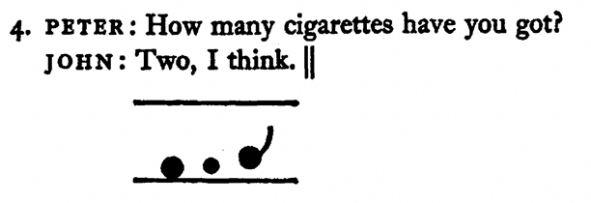 4. PETER: How many cigarettes have you got?
JOHN: Two, I think. ||